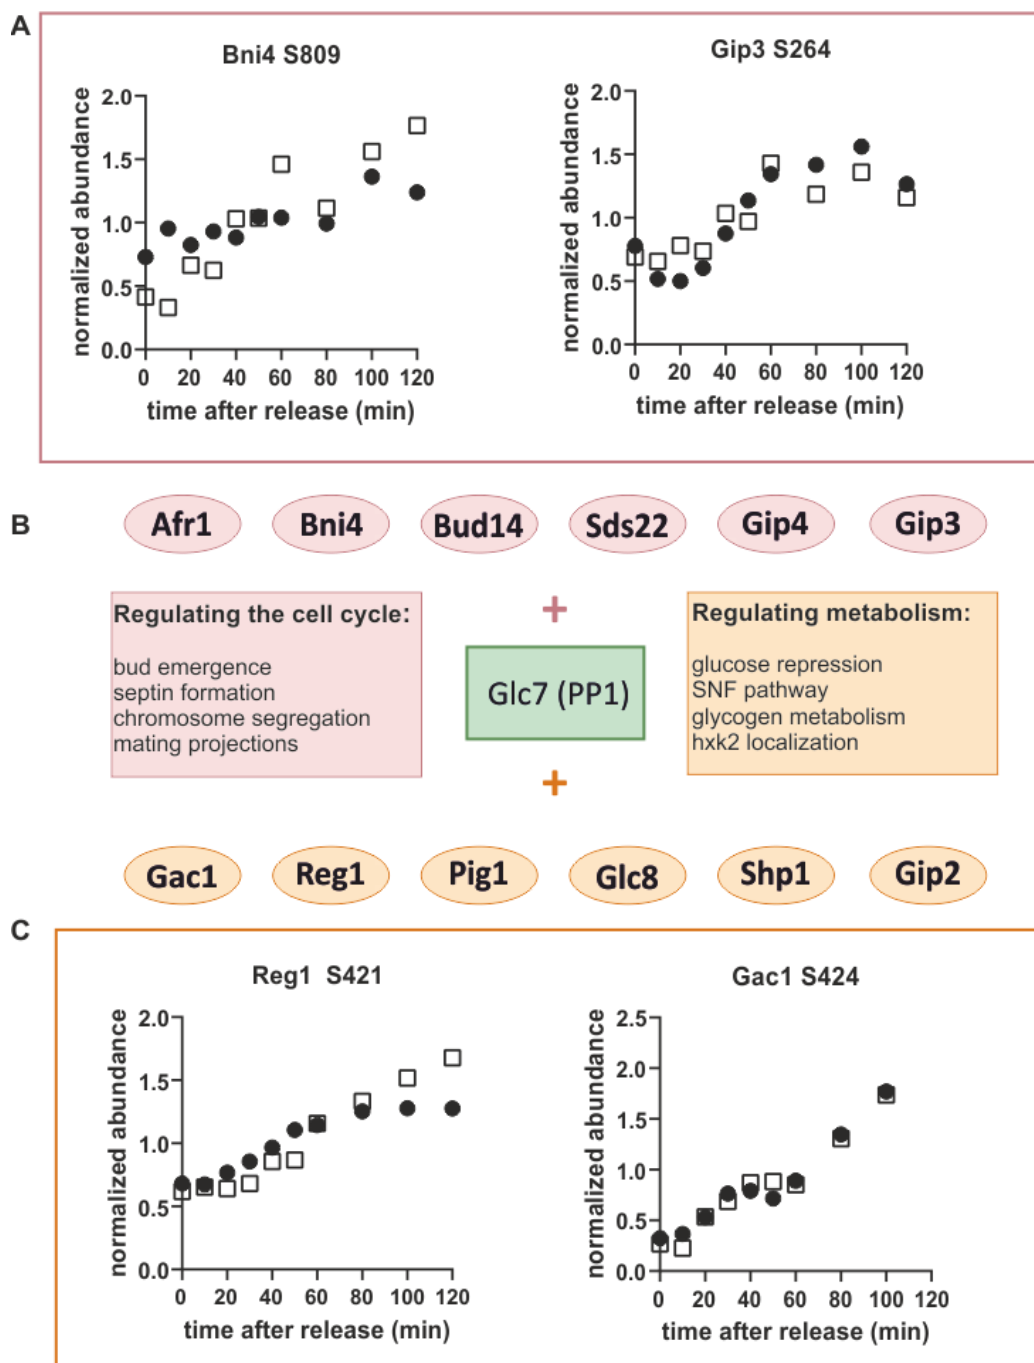 A
Bni4 S809
Gip3 S264
normalized abundance
2.0
1.5
1.0
0.5
0.0
0 20 40 60 80 100 120
time after release (min)
normalized abundance
2.0
1.5
1.0
0.5
0.0
0 20 40 60 80 100 120
time after release (min)
B
Afr1 Bni4 Bud14 Sds22 Gip4 Gip3
Regulating the cell cycle:
bud emergence
septin formation
chromosome segregation
mating projections
+
Glc7 (PP1)
+
Regulating metabolism:
glucose repression
SNF pathway
glycogen metabolism
hxk2 localization
Gac1 Reg1 Pig1 Glc8 Shp1 Gip2
C
Reg1 S421
Gac1 S424
normalized abundance
2.0
1.5
1.0
0.5
0.0
0 20 40 60 80 100 120
time after release (min)
normalized abundance
2.5
2.0
1.5
1.0
0.5
0.0
0 20 40 60 80 100 120
time after release (min)